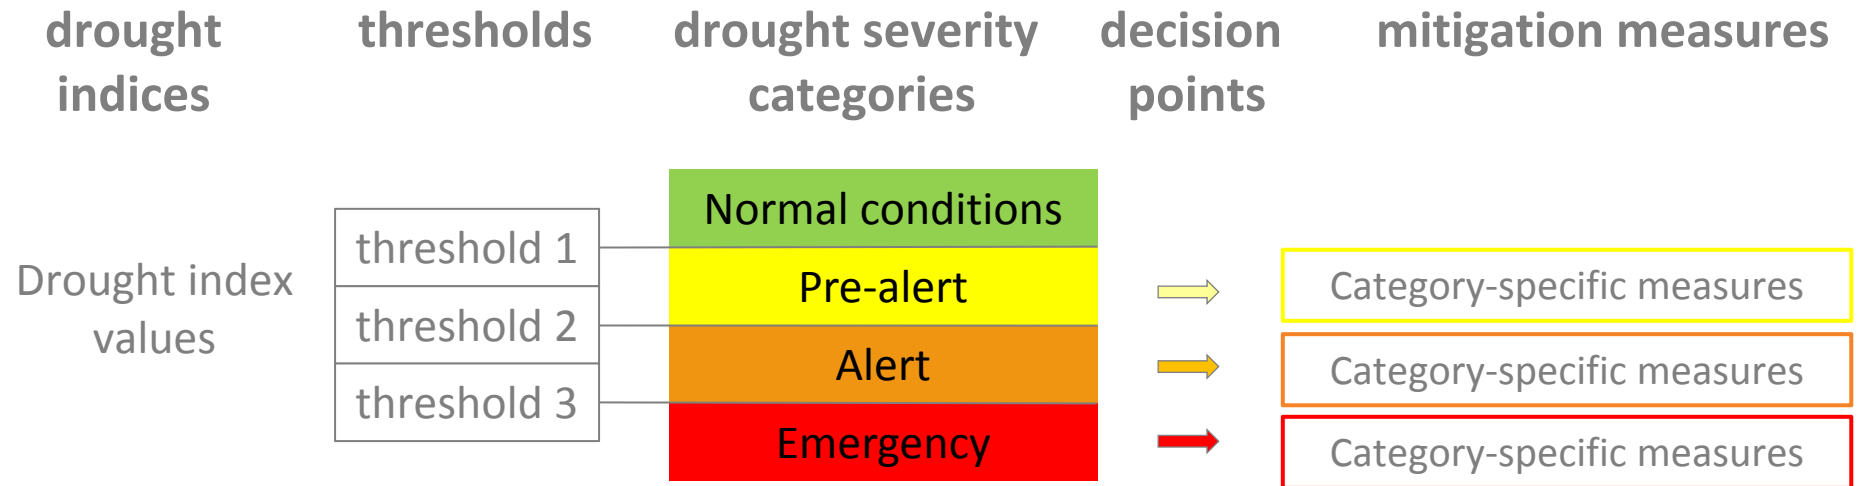 drought
indices
thresholds
drought severity
categories
decision
points
mitigation measures
Drought index
values
threshold 1
threshold 2
threshold 3
Normal conditions
Pre-alert
Alert
Emergency
Category-specific measures
Category-specific measures
Category-specific measures